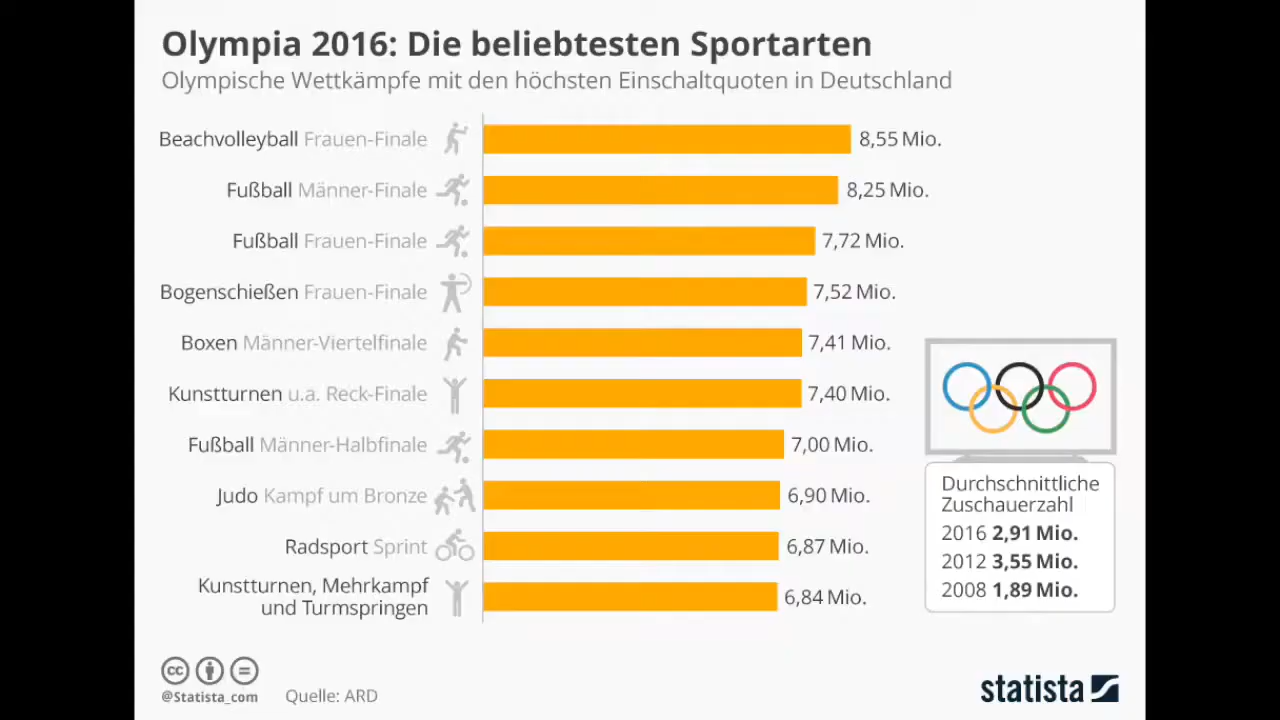 Olympia 2016: Die beliebtesten Sportarten
Olympische Wettkämpfe mit den höchsten Einschaltquoten in Deutschland
Beachvolleyball Frauen-Finale 8,55 Mio.
Fußball Männer-Finale 8,25 Mio.
Fußball Frauen-Finale 7,72 Mio.
Bogenschießen Frauen-Finale 7,52 Mio.
Boxen Männer-Viertelfinale 7,41 Mio.
Kunstturnen u.a. Reck-Finale 7,40 Mio.
Fußball Männer-Halbfinale 7,00 Mio.
Judo Kampf um Bronze 6,90 Mio.
Radsport Sprint 6,87 Mio.
Kunstturnen, Mehrkampf
und Turmspringen 6,84 Mio.
Durchschnittliche
Zuschauerzahl
2016 2,91 Mio.
2012 3,55 Mio.
2008 1,89 Mio.
cc
@Statista_com Quelle: ARD
statista